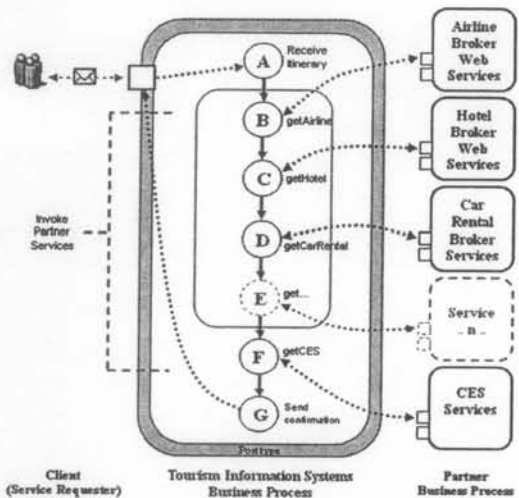 Airline
Broker
Web
Services
A
Receive
Itinerary
B
getAirline
Hotel
Broker
Web
Services
C
getHotel
Invoke
Partner
Services
D
getCarRental
Car
Rental
Broker
Services
E
get...
Service
.. n ..
F
getCES
CES
Services
G
Send
confirmation
Port type
Client
(Service Requester)
Tourism Information Systems
Business Process
Partner
Business Process